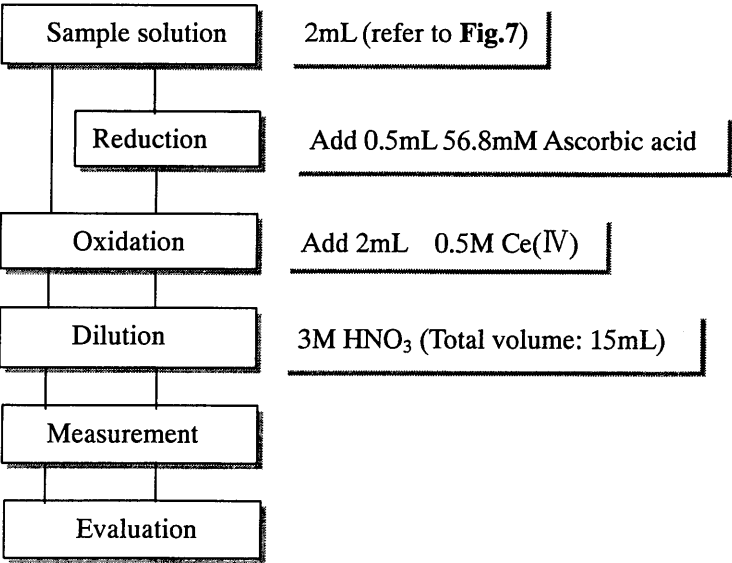 Sample solution 2mL (refer to Fig.7)
Reduction Add 0.5mL 56.8mM Ascorbic acid
Oxidation Add 2mL 0.5M Ce(Ⅳ)
Dilution 3M HNO₃ (Total volume: 15mL)
Measurement
Evaluation